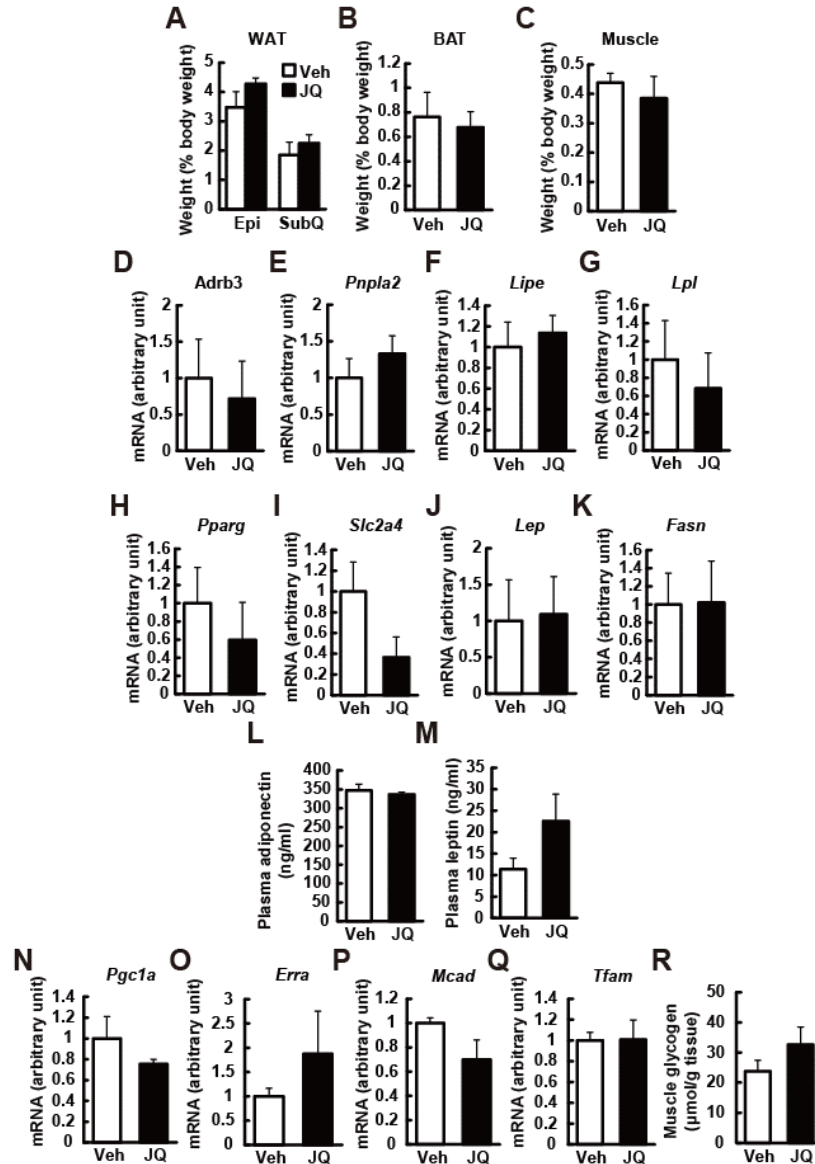 A WAT
Weight (% body weight)
5
4
3
2
1
0
Veh
JQ
Epi SubQ
B BAT
Weight (% body weight)
1.2
1
0.8
0.6
0.4
0.2
0
Veh JQ
C Muscle
Weight (% body weight)
0.5
0.4
0.3
0.2
0.1
0
Veh JQ
D Adrb3
mRNA (arbitrary unit)
2
1.5
1
0.5
0
Veh JQ
E Pnpla2
mRNA (arbitrary unit)
2
1.5
1
0.5
0
Veh JQ
F Lipe
mRNA (arbitrary unit)
1.4
1.2
1
0.8
0.6
0.4
0.2
0
Veh JQ
G Lpl
mRNA (arbitrary unit)
1.6
1.4
1.2
1
0.8
0.6
0.4
0.2
0
Veh JQ
H Pparg
mRNA (arbitrary unit)
1.6
1.4
1.2
1
0.8
0.6
0.4
0.2
0
Veh JQ
I Slc2a4
mRNA (arbitrary unit)
1.4
1.2
1
0.8
0.6
0.4
0.2
0
Veh JQ
J Lep
mRNA (arbitrary unit)
2
1.5
1
0.5
0
Veh JQ
K Fasn
mRNA (arbitrary unit)
1.6
1.4
1.2
1
0.8
0.6
0.4
0.2
0
Veh JQ
L
Plasma adiponectin
(ng/ml)
400
350
300
250
200
150
100
50
0
Veh JQ
M
Plasma leptin (ng/ml)
35
30
25
20
15
10
5
0
Veh JQ
N Pgc1a
mRNA (arbitrary unit)
1.4
1.2
1
0.8
0.6
0.4
0.2
0
Veh JQ
O Erra
mRNA (arbitrary unit)
3
2.5
2
1.5
1
0.5
0
Veh JQ
P Mcad
mRNA (arbitrary unit)
1.2
1
0.8
0.6
0.4
0.2
0
Veh JQ
Q Tfam
mRNA (arbitrary unit)
1.4
1.2
1
0.8
0.6
0.4
0.2
0
Veh JQ
R
Muscle glycogen
(µmol/g tissue)
50
40
30
20
10
0
Veh JQ